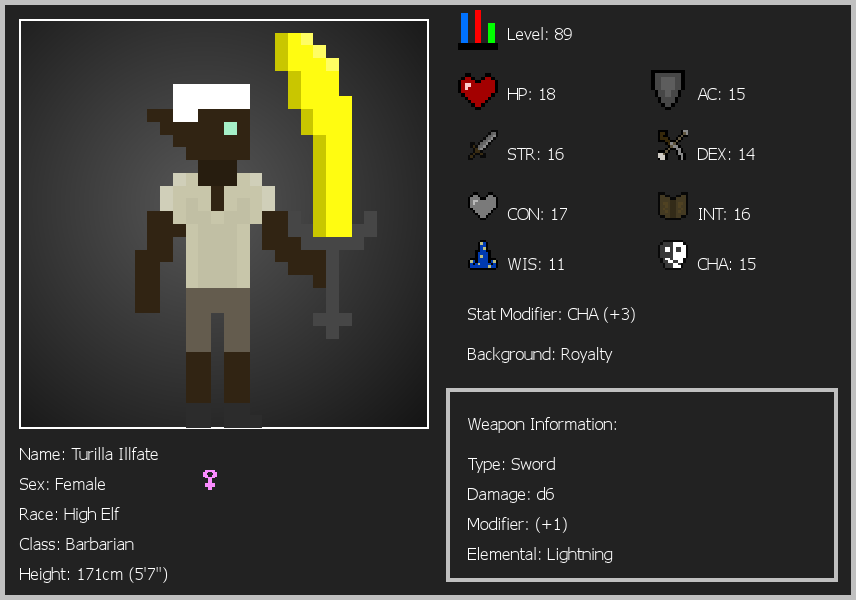 Level: 89
HP: 18
AC: 15
STR: 16
DEX: 14
CON: 17
INT: 16
WIS: 11
CHA: 15
Stat Modifier: CHA (+3)
Background: Royalty
Weapon Information:
Type: Sword
Damage: d6
Modifier: (+1)
Elemental: Lightning
Name: Turilla Illfate
Sex: Female
Race: High Elf
Class: Barbarian
Height: 171cm (5'7")